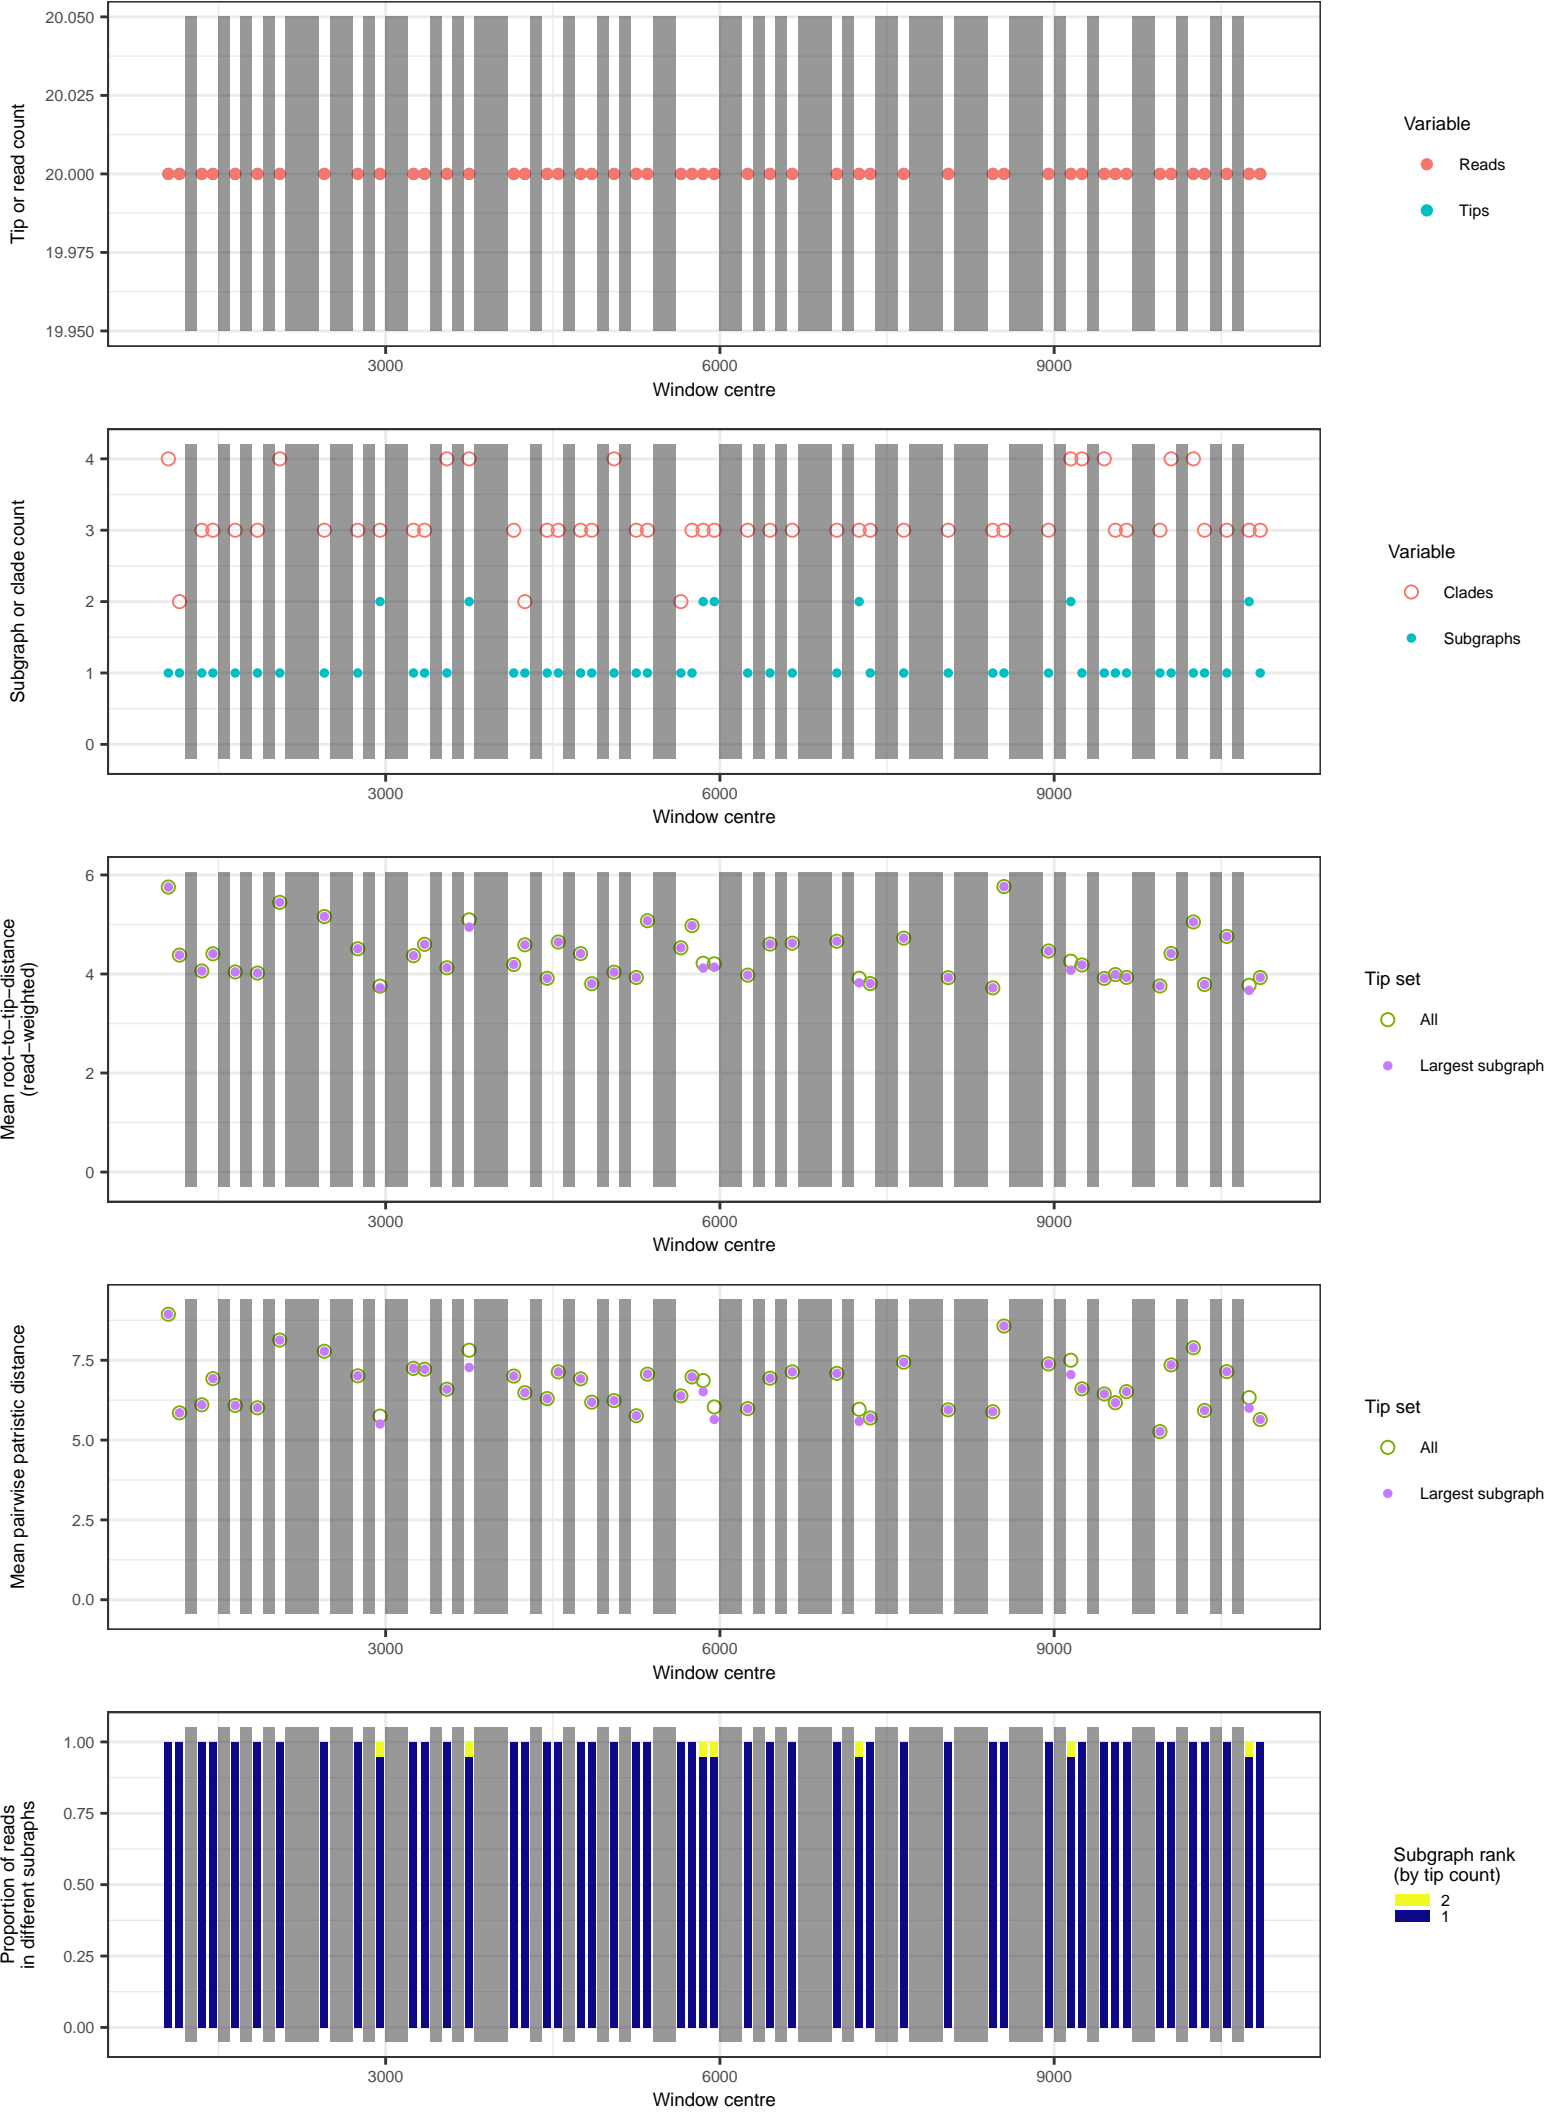 20.050
20.025
20.000
19.975
19.950
Tip or read count
3000
6000
9000
Window centre
Variable
Reads
Tips
4
3
2
1
0
Subgraph or clade count
3000
6000
9000
Window centre
Variable
Clades
Subgraphs
6
4
2
0
Mean root−to−tip−distance
(read−weighted)
3000
6000
9000
Window centre
Tip set
All
Largest subgraph
7.5
5.0
2.5
0.0
Mean pairwise patristic distance
3000
6000
9000
Window centre
Tip set
All
Largest subgraph
1.00
0.75
0.50
0.25
0.00
Proportion of reads
in different subraphs
3000
6000
9000
Window centre
Subgraph rank
(by tip count)
2
1